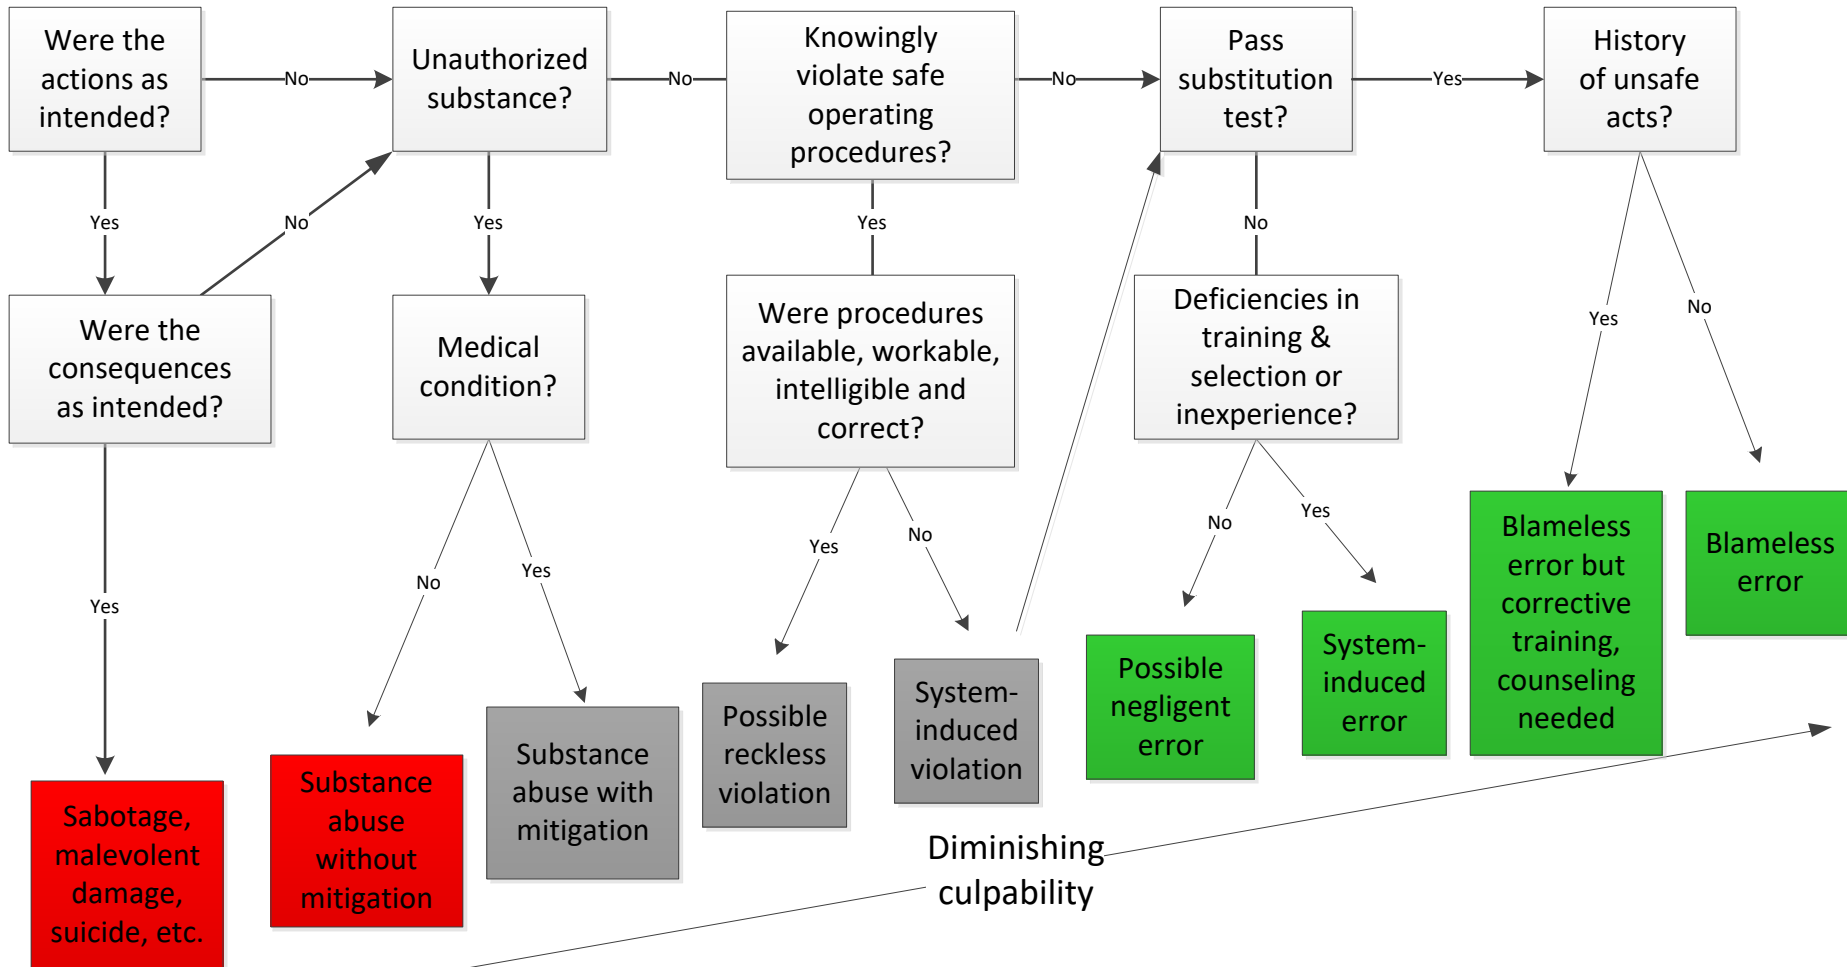 Were the
actions as
intended?
No
Unauthorized
substance?
No
Knowingly
violate safe
operating
procedures?
No
Pass
substitution
test?
Yes
History
of unsafe
acts?
Yes
No
Yes
Yes
No
Yes
No
Were the
consequences
as intended?
Medical
condition?
Were procedures
available, workable,
intelligible and
correct?
Deficiencies in
training &
selection or
inexperience?
Yes
No
Yes
Yes
No
No
Yes
Sabotage,
malevolent
damage,
suicide, etc.
Substance
abuse
without
mitigation
Substance
abuse with
mitigation
Possible
reckless
violation
System-
induced
violation
Possible
negligent
error
System-
induced
error
Blameless
error but
corrective
training,
counseling
needed
Blameless
error
Diminishing
culpability